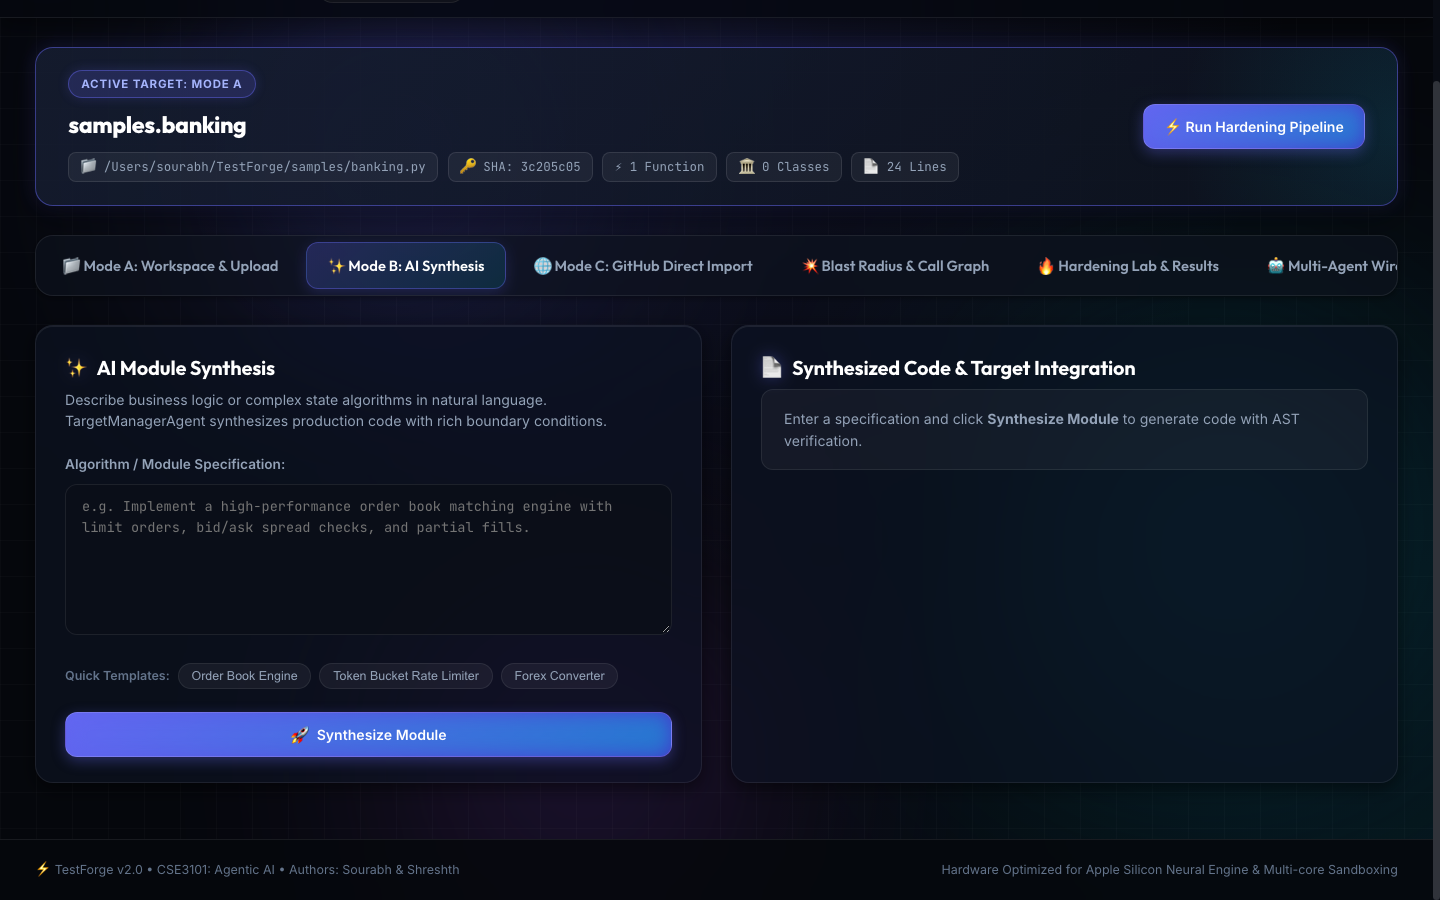 ACTIVE TARGET: MODE A
samples.banking
/Users/sourabh/TestForge/samples/banking.py
SHA: 3c205c05
⚡ 1 Function
0 Classes
24 Lines
⚡ Run Hardening Pipeline
Mode A: Workspace & Upload
✨ Mode B: AI Synthesis
Mode C: GitHub Direct Import
Blast Radius & Call Graph
Hardening Lab & Results
Multi-Agent
✨ AI Module Synthesis
Describe business logic or complex state algorithms in natural language.
TargetManagerAgent synthesizes production code with rich boundary conditions.
Algorithm / Module Specification:
e.g. Implement a high-performance order book matching engine with
limit orders, bid/ask spread checks, and partial fills.
Quick Templates:
Order Book Engine
Token Bucket Rate Limiter
Forex Converter
🚀 Synthesize Module
Synthesized Code & Target Integration
Enter a specification and click Synthesize Module to generate code with AST
verification.
⚡ TestForge v2.0 • CSE3101: Agentic AI • Authors: Sourabh & Shreshth
Hardware Optimized for Apple Silicon Neural Engine & Multi-core Sandboxing